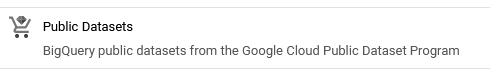 Public Datasets
BigQuery public datasets from the Google Cloud Public Dataset Program